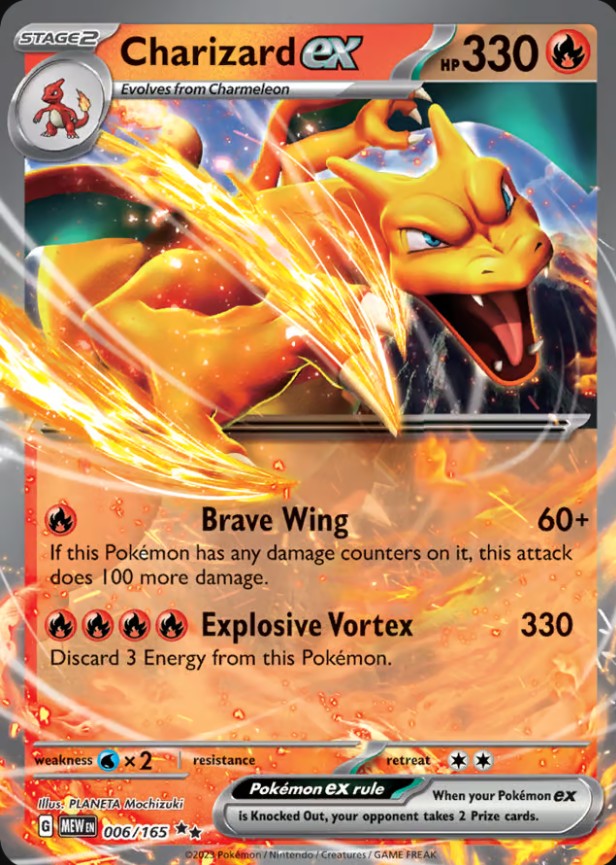 STAGE2
Charizard ex
HP 330
Evolves from Charmeleon
Brave Wing 60+
If this Pokémon has any damage counters on it, this attack
does 100 more damage.
Explosive Vortex 330
Discard 3 Energy from this Pokémon.
weakness ×2 resistance retreat
Pokémon ex rule
When your Pokémon ex
is Knocked Out, your opponent takes 2 Prize cards.
Illus. PLANETA Mochizuki
G MEW EN 006/165 ★★
©2023 Pokémon / Nintendo / Creatures / GAME FREAK